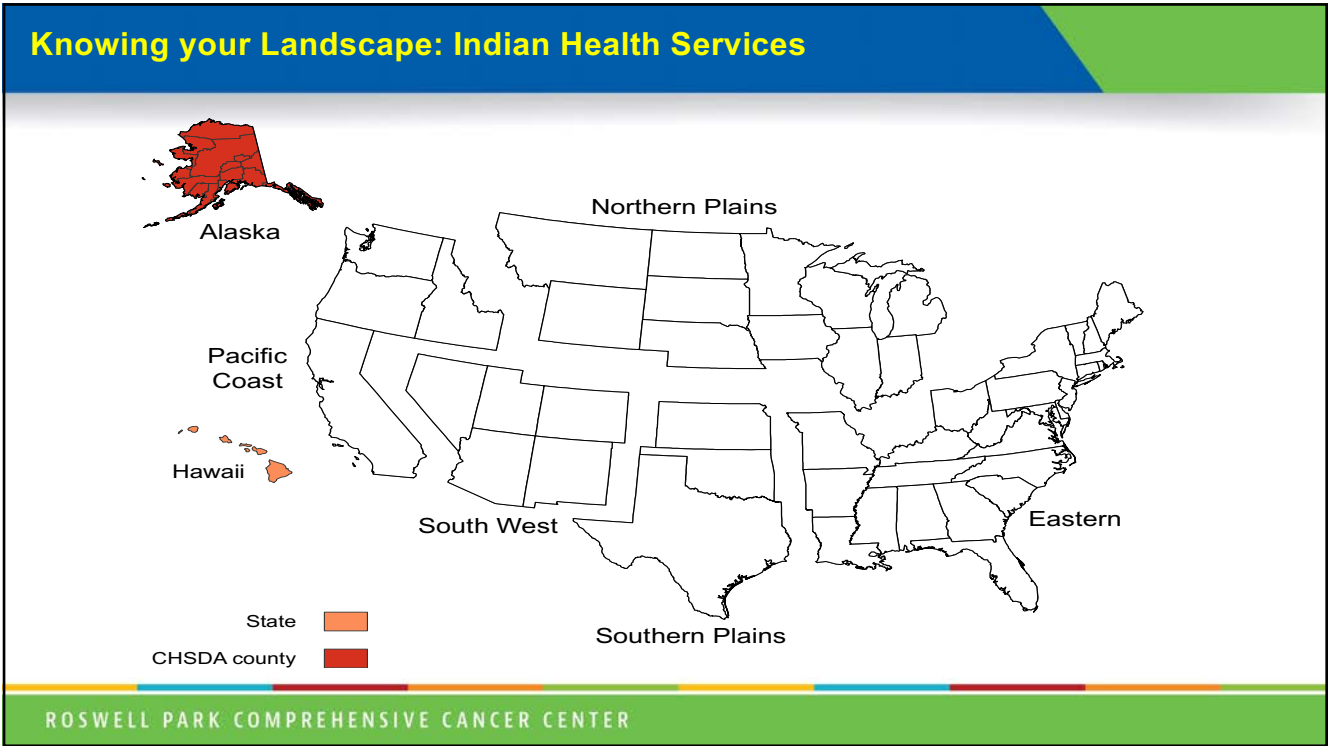 Knowing your Landscape: Indian Health Services
Northern Plains
Alaska
Pacific
Coast
Hawaii
South West
Eastern
State
Southern Plains
CHSDA county
ROSWELL PARK COMPREHENSIVE CANCER CENTER